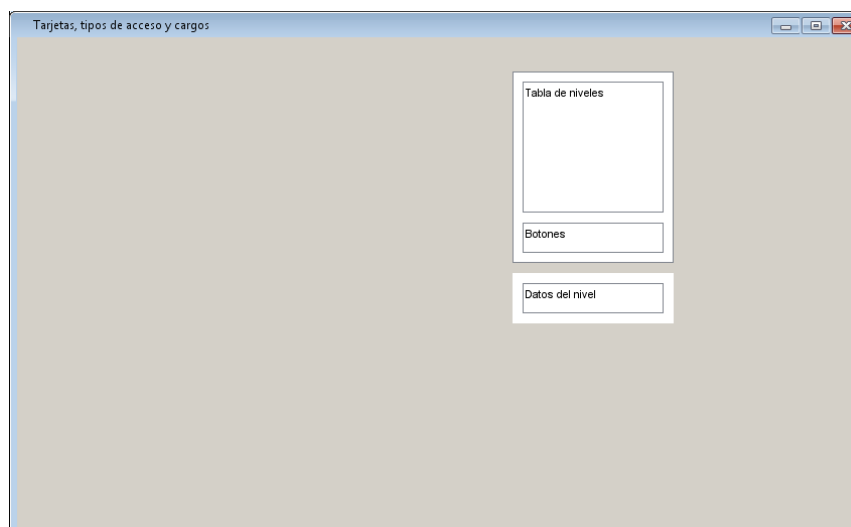 Tarjetas, tipos de acceso y cargos
Tabla de niveles
Botones
Datos del nivel